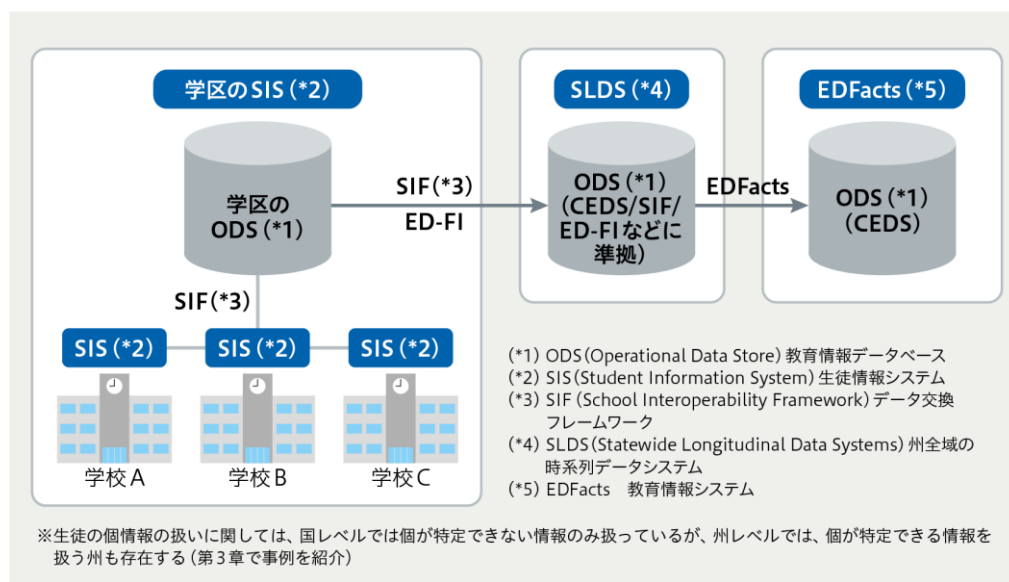 学区のSIS(*2)
学区の
ODS(*1)
SIF(*3)
ED-FI
SIF(*3)
SIS(*2)
SIS(*2)
SIS(*2)
学校A
学校B
学校C
SLDS(*4)
ODS(*1)
(CEDS/SIF/
ED-FIなどに
準拠)
EDFacts
EDFacts(*5)
ODS(*1)
(CEDS)
(*1) ODS(Operational Data Store) 教育情報データベース
(*2) SIS(Student Information System) 生徒情報システム
(*3) SIF(School Interoperability Framework) データ交換
フレームワーク
(*4) SLDS(Statewide Longitudinal Data Systems) 州全域の
時系列データシステム
(*5) EDFacts 教育情報システム
※生徒の個情報の扱いに関しては、国レベルでは個が特定できない情報のみ扱っているが、州レベルでは、個が特定できる情報を
扱う州も存在する(第3章で事例を紹介)